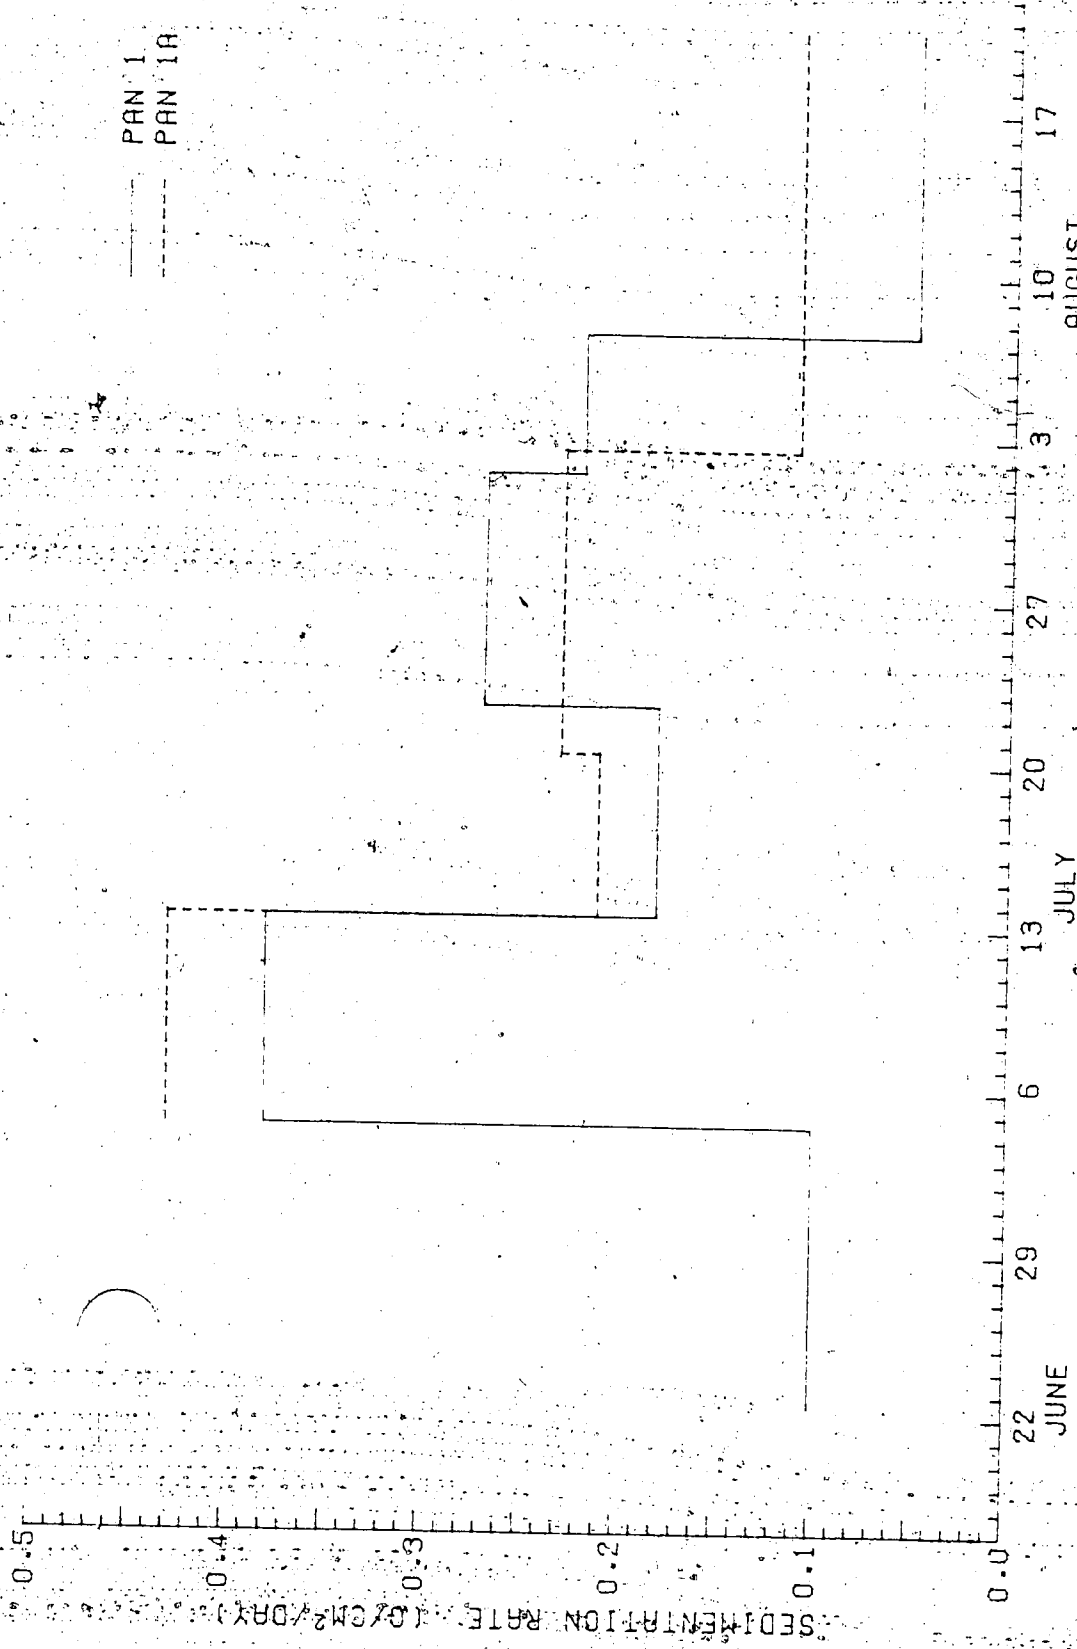 PAN 1
PAN 1A
0.5
0.4
0.3
0.2
0.1
0.0
SEDIMENTATION RATE (G/CM²/DAY)
22 29 6 13 20 27 3 10 17
JUNE JULY AUGUST